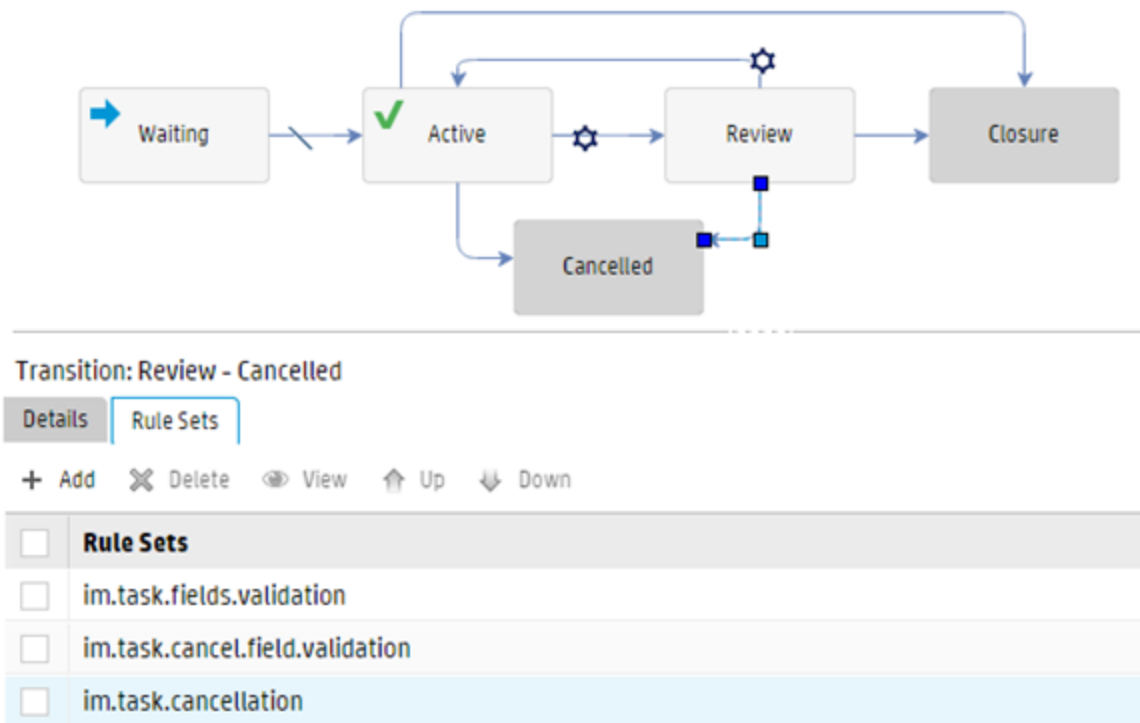 Waiting
Active
Review
Closure
Cancelled
Transition: Review - Cancelled
Details Rule Sets
Add Delete View Up Down
Rule Sets
im.task.fields.validation
im.task.cancel.field.validation
im.task.cancellation